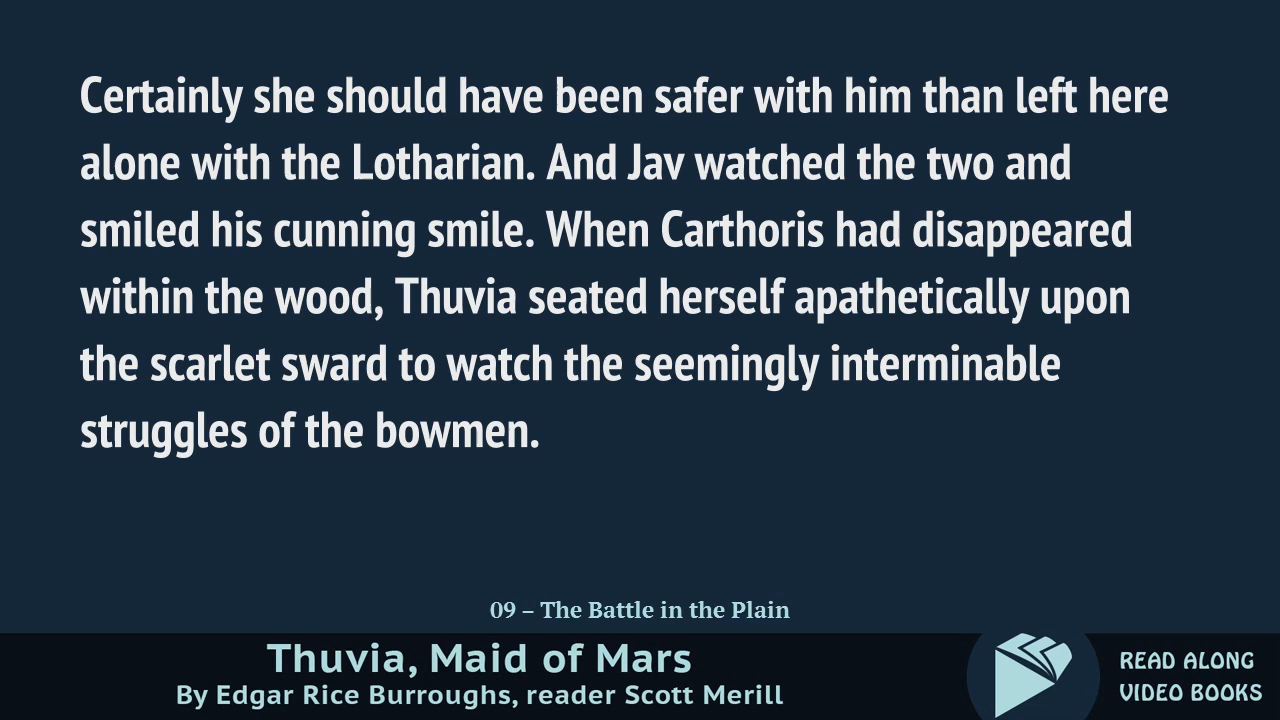 Certainly she should have been safer with him than left here
alone with the Lotharian. And Jav watched the two and
smiled his cunning smile. When Carthoris had disappeared
within the wood, Thuvia seated herself apathetically upon
the scarlet sward to watch the seemingly interminable
struggles of the bowmen.
09 – The Battle in the Plain
Thuvia, Maid of Mars
By Edgar Rice Burroughs, reader Scott Merill
READ ALONG
VIDEO BOOKS